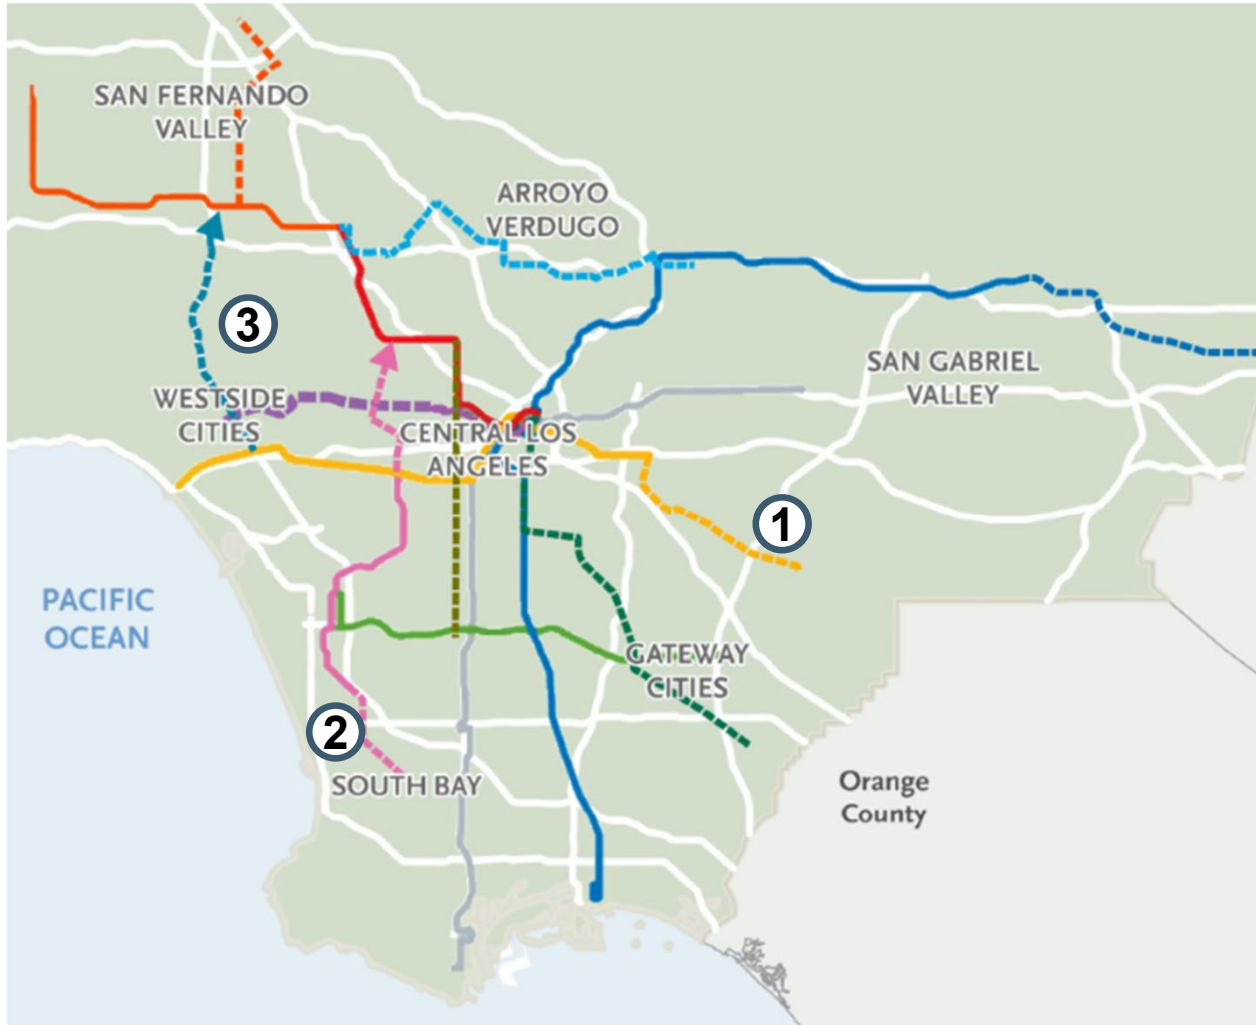 SAN FERNANDO
VALLEY
ARROYO
VERDUGO
3
SAN GABRIEL
VALLEY
WESTSIDE
CITIES
CENTRAL LOS
ANGELES
1
PACIFIC
OCEAN
GATEWAY
CITIES
2
SOUTH BAY
Orange
County